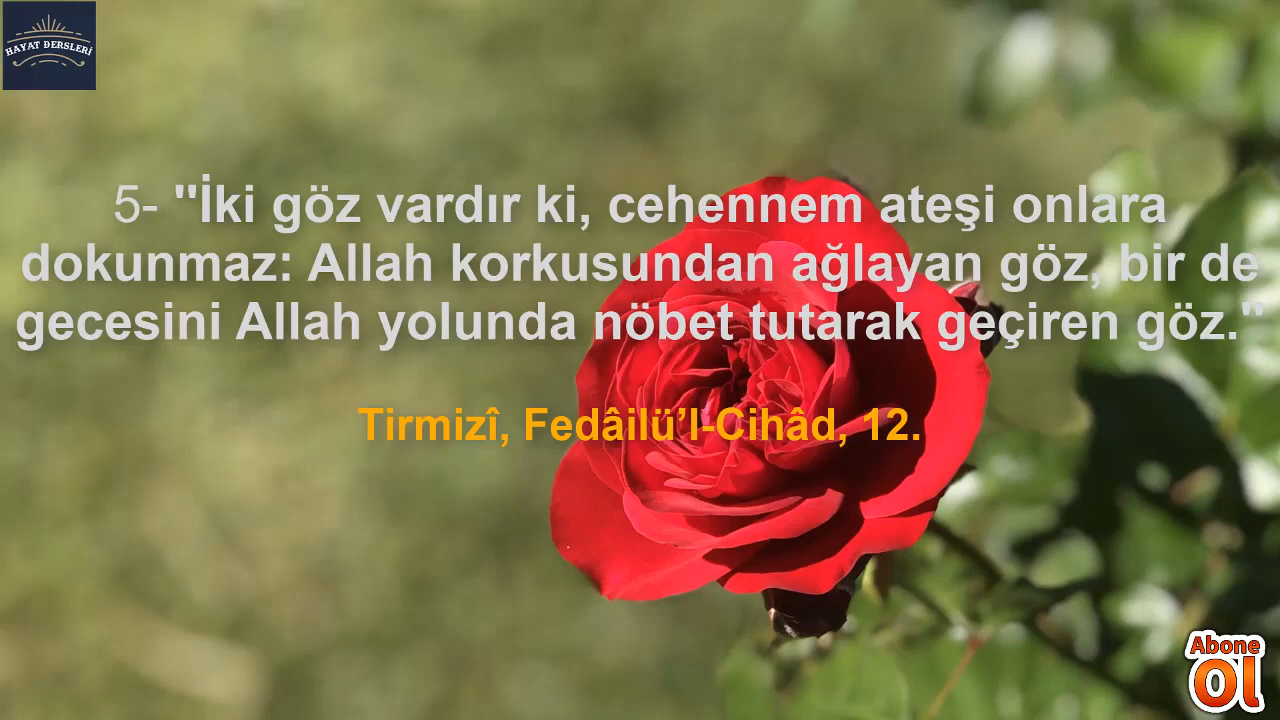 HAYAT DERSLERİ
5- "İki göz vardır ki, cehennem ateşi onlara
dokunmaz: Allah korkusundan ağlayan göz, bir de
gecesini Allah yolunda nöbet tutarak geçiren göz."
Tirmizî, Fedâilü’l-Cihâd, 12.
Abone
Ol